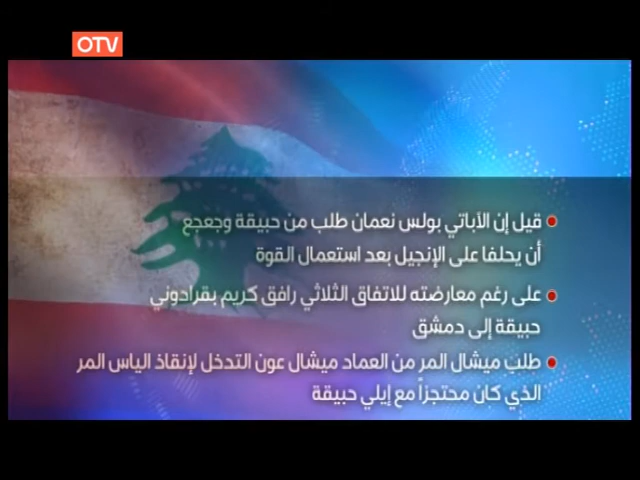 OTV
قيل إن الأباتي بولس نعمان طلب من حبيقة وجعجع
أن يحلفا على الإنجيل بعد استعمال القوة
على رغم معارضته للاتفاق الثلاثي رافق كريم بقرادوني
حبيقة إلى دمشق
طلب ميشال المر من العماد ميشال عون التدخل لإنقاذ الياس المر
الذي كان محتجزاً مع إيلي حبيقة